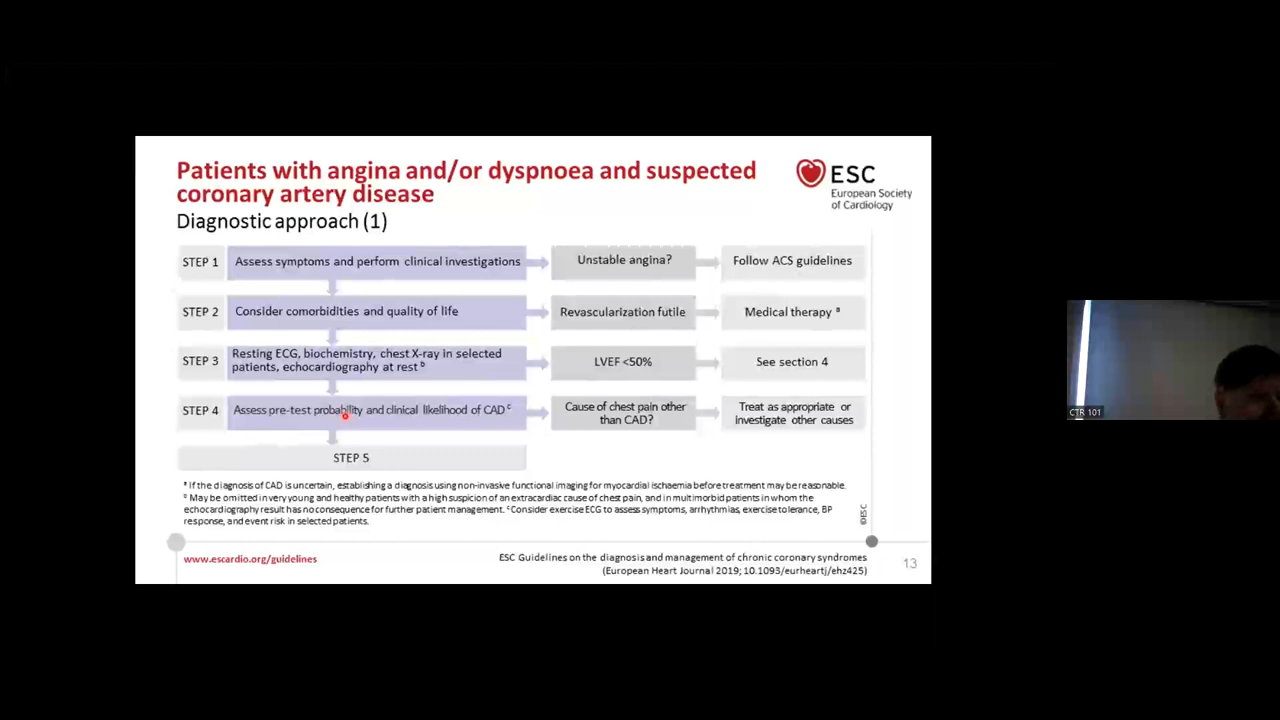 Patients with angina and/or dyspnoea and suspected
coronary artery disease
Diagnostic approach (1)
ESC
European Society
of Cardiology
STEP 1
Assess symptoms and perform clinical investigations
Unstable angina?
Follow ACS guidelines
STEP 2
Consider comorbidities and quality of life
Revascularization futile
Medical therapy a
STEP 3
Resting ECG, biochemistry, chest X-ray in selected
patients, echocardiography at rest b
LVEF <50%
See section 4
STEP 4
Assess pre-test probability and clinical likelihood of CAD c
Cause of chest pain other
than CAD?
Treat as appropriate or
investigate other causes
STEP 5
a If the diagnosis of CAD is uncertain, establishing a diagnosis using non-invasive functional imaging for myocardial ischaemia before treatment may be reasonable.
b May be omitted in very young and healthy patients with a high suspicion of an extracardiac cause of chest pain, and in multimorbid patients in whom the
echocardiography result has no consequence for further patient management. c Consider exercise ECG to assess symptoms, arrhythmias, exercise tolerance, BP
response, and event risk in selected patients.
©ESC
www.escardio.org/guidelines
ESC Guidelines on the diagnosis and management of chronic coronary syndromes
(European Heart Journal 2019; 10.1093/eurheartj/ehz425)
13
CTR 101